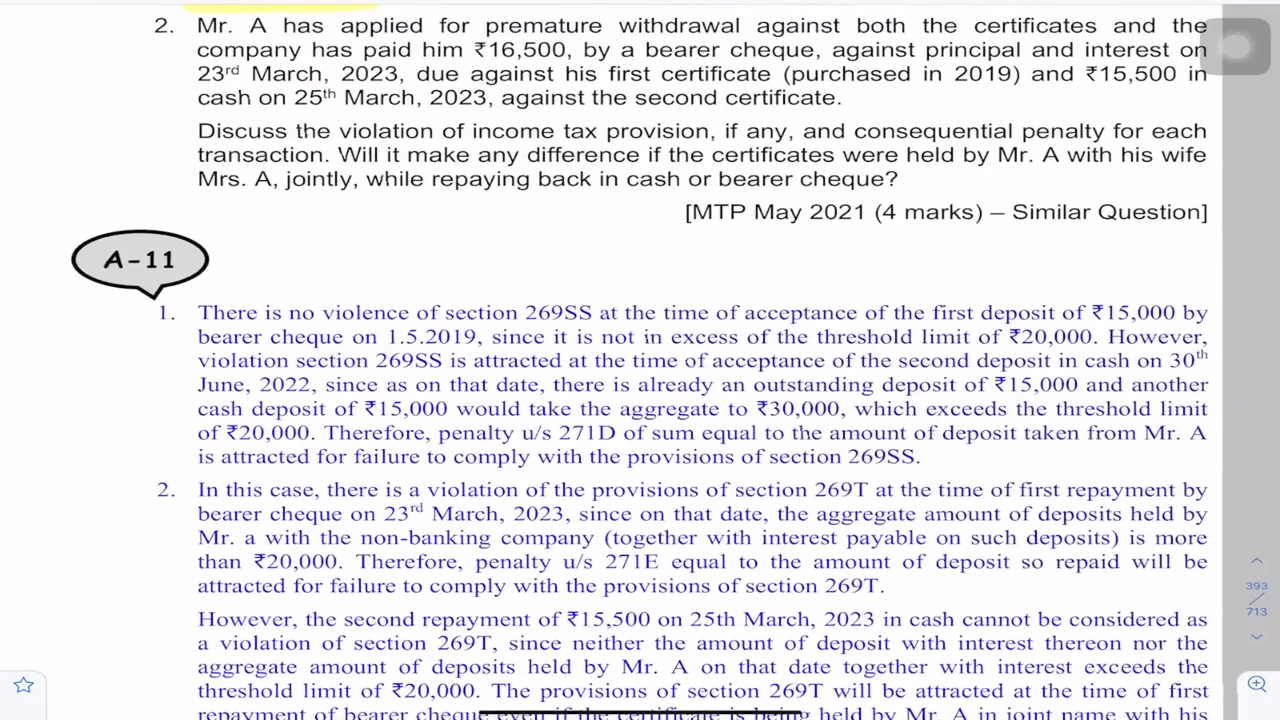 2. Mr. A has applied for premature withdrawal against both the certificates and the
company has paid him ₹16,500, by a bearer cheque, against principal and interest on
23rd March, 2023, due against his first certificate (purchased in 2019) and ₹15,500 in
cash on 25th March, 2023, against the second certificate.
Discuss the violation of income tax provision, if any, and consequential penalty for each
transaction. Will it make any difference if the certificates were held by Mr. A with his wife
Mrs. A, jointly, while repaying back in cash or bearer cheque?
[MTP May 2021 (4 marks) – Similar Question]
A-11
1. There is no violence of section 269SS at the time of acceptance of the first deposit of ₹15,000 by
bearer cheque on 1.5.2019, since it is not in excess of the threshold limit of ₹20,000. However,
violation section 269SS is attracted at the time of acceptance of the second deposit in cash on 30th
June, 2022, since as on that date, there is already an outstanding deposit of ₹15,000 and another
cash deposit of ₹15,000 would take the aggregate to ₹30,000, which exceeds the threshold limit
of ₹20,000. Therefore, penalty u/s 271D of sum equal to the amount of deposit taken from Mr. A
is attracted for failure to comply with the provisions of section 269SS.
2. In this case, there is a violation of the provisions of section 269T at the time of first repayment by
bearer cheque on 23rd March, 2023, since on that date, the aggregate amount of deposits held by
Mr. a with the non-banking company (together with interest payable on such deposits) is more
than ₹20,000. Therefore, penalty u/s 271E equal to the amount of deposit so repaid will be
attracted for failure to comply with the provisions of section 269T.
393
713
However, the second repayment of ₹15,500 on 25th March, 2023 in cash cannot be considered as
a violation of section 269T, since neither the amount of deposit with interest thereon nor the
aggregate amount of deposits held by Mr. A on that date together with interest exceeds the
threshold limit of ₹20,000. The provisions of section 269T will be attracted at the time of first
repayment of bearer cheque even if the certificate is being held by Mr. A in joint name with his